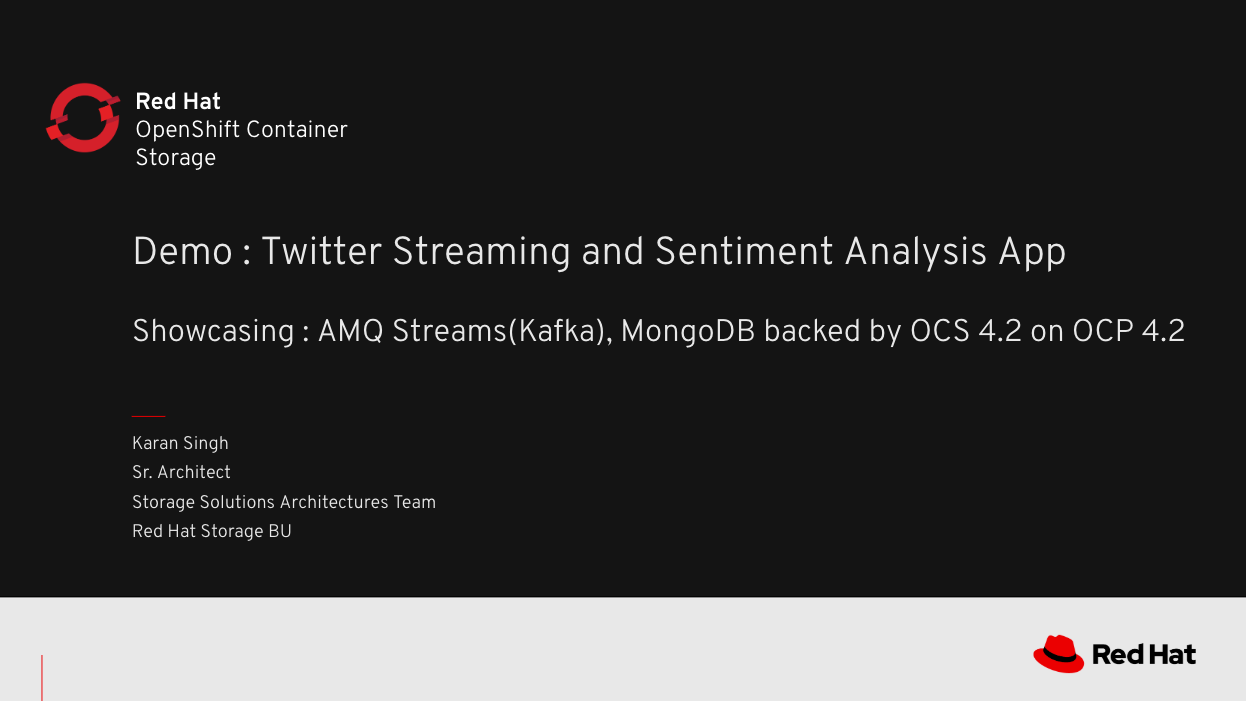 Red Hat
OpenShift Container
Storage
Demo : Twitter Streaming and Sentiment Analysis App
Showcasing : AMQ Streams(Kafka), MongoDB backed by OCS 4.2 on OCP 4.2
Karan Singh
Sr. Architect
Storage Solutions Architectures Team
Red Hat Storage BU
Red Hat